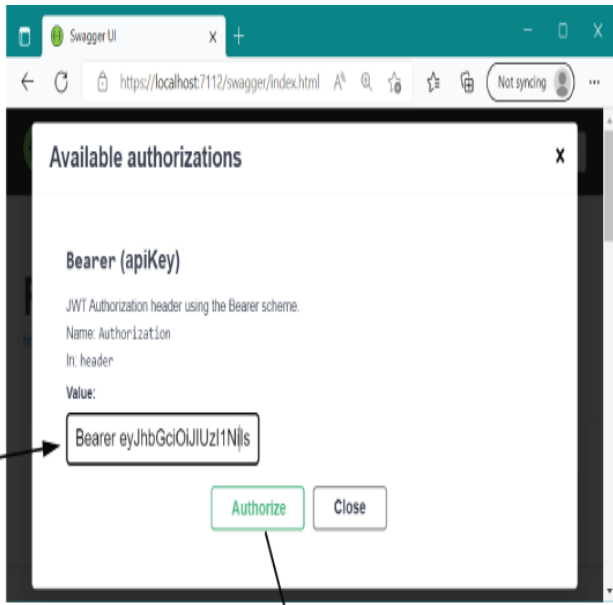 Swagger UI
https://localhost:7112/swagger/index.html
Not syncing
Available authorizations
x
Bearer (apiKey)
JWT Authorization header using the Bearer scheme.
Name: Authorization
In: header
Value:
Bearer eyJhbGciOiJIUzI1NiIs
Authorize
Close